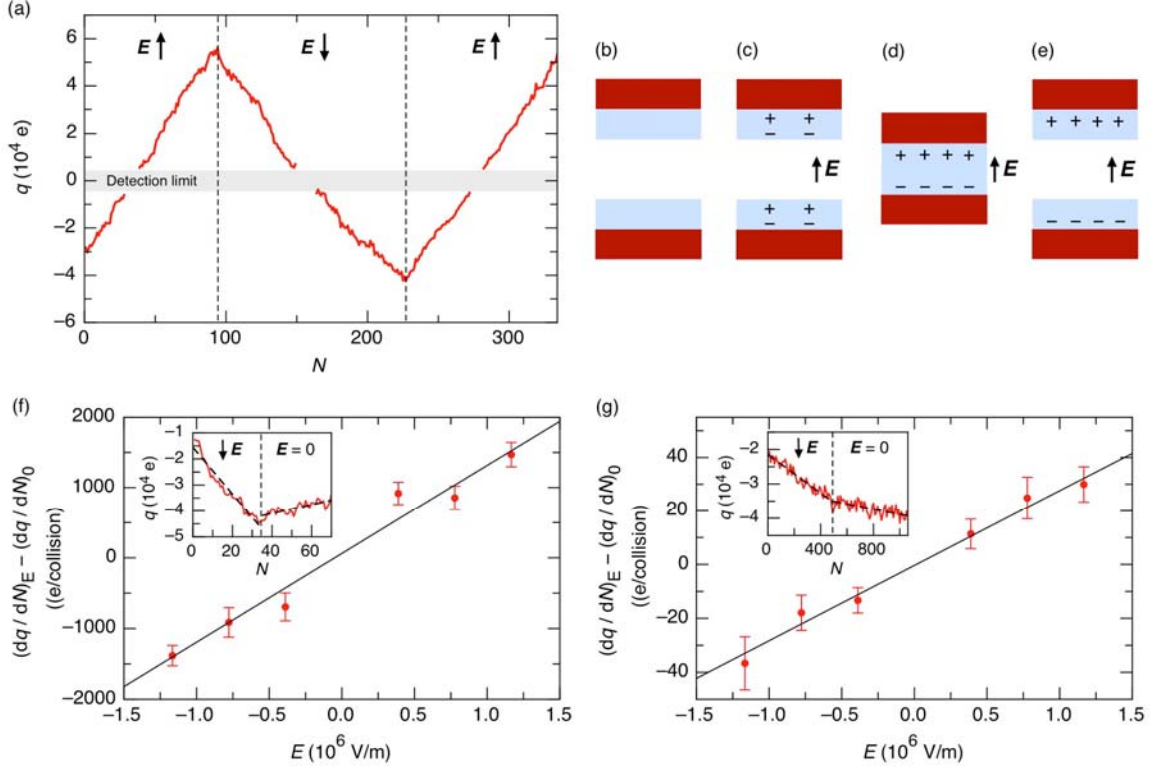 (a)
E
E
E
6
4
2
0
−2
−4
−6
Detection limit
q (10⁴ e)
0
100
200
300
N
(b)
(c)
(d)
(e)
+ +
− −
+ +
− −
E
+ + + +
− − − −
E
+ + + +
− − − −
E
(f)
2000
1000
0
−1000
−2000
(dq / dN)E − (dq / dN)0
((e/collision)
−1.5
−1.0
−0.5
0.0
0.5
1.0
1.5
E (10⁶ V/m)
−1
−2
−3
−4
−5
q (10⁴ e)
E
E = 0
0
20
40
60
N
(g)
40
20
0
−20
−40
(dq / dN)E − (dq / dN)0
((e/collision)
−1.5
−1.0
−0.5
0.0
0.5
1.0
1.5
E (10⁶ V/m)
−2
−3
−4
q (10⁴ e)
E
E = 0
0
400
800
N